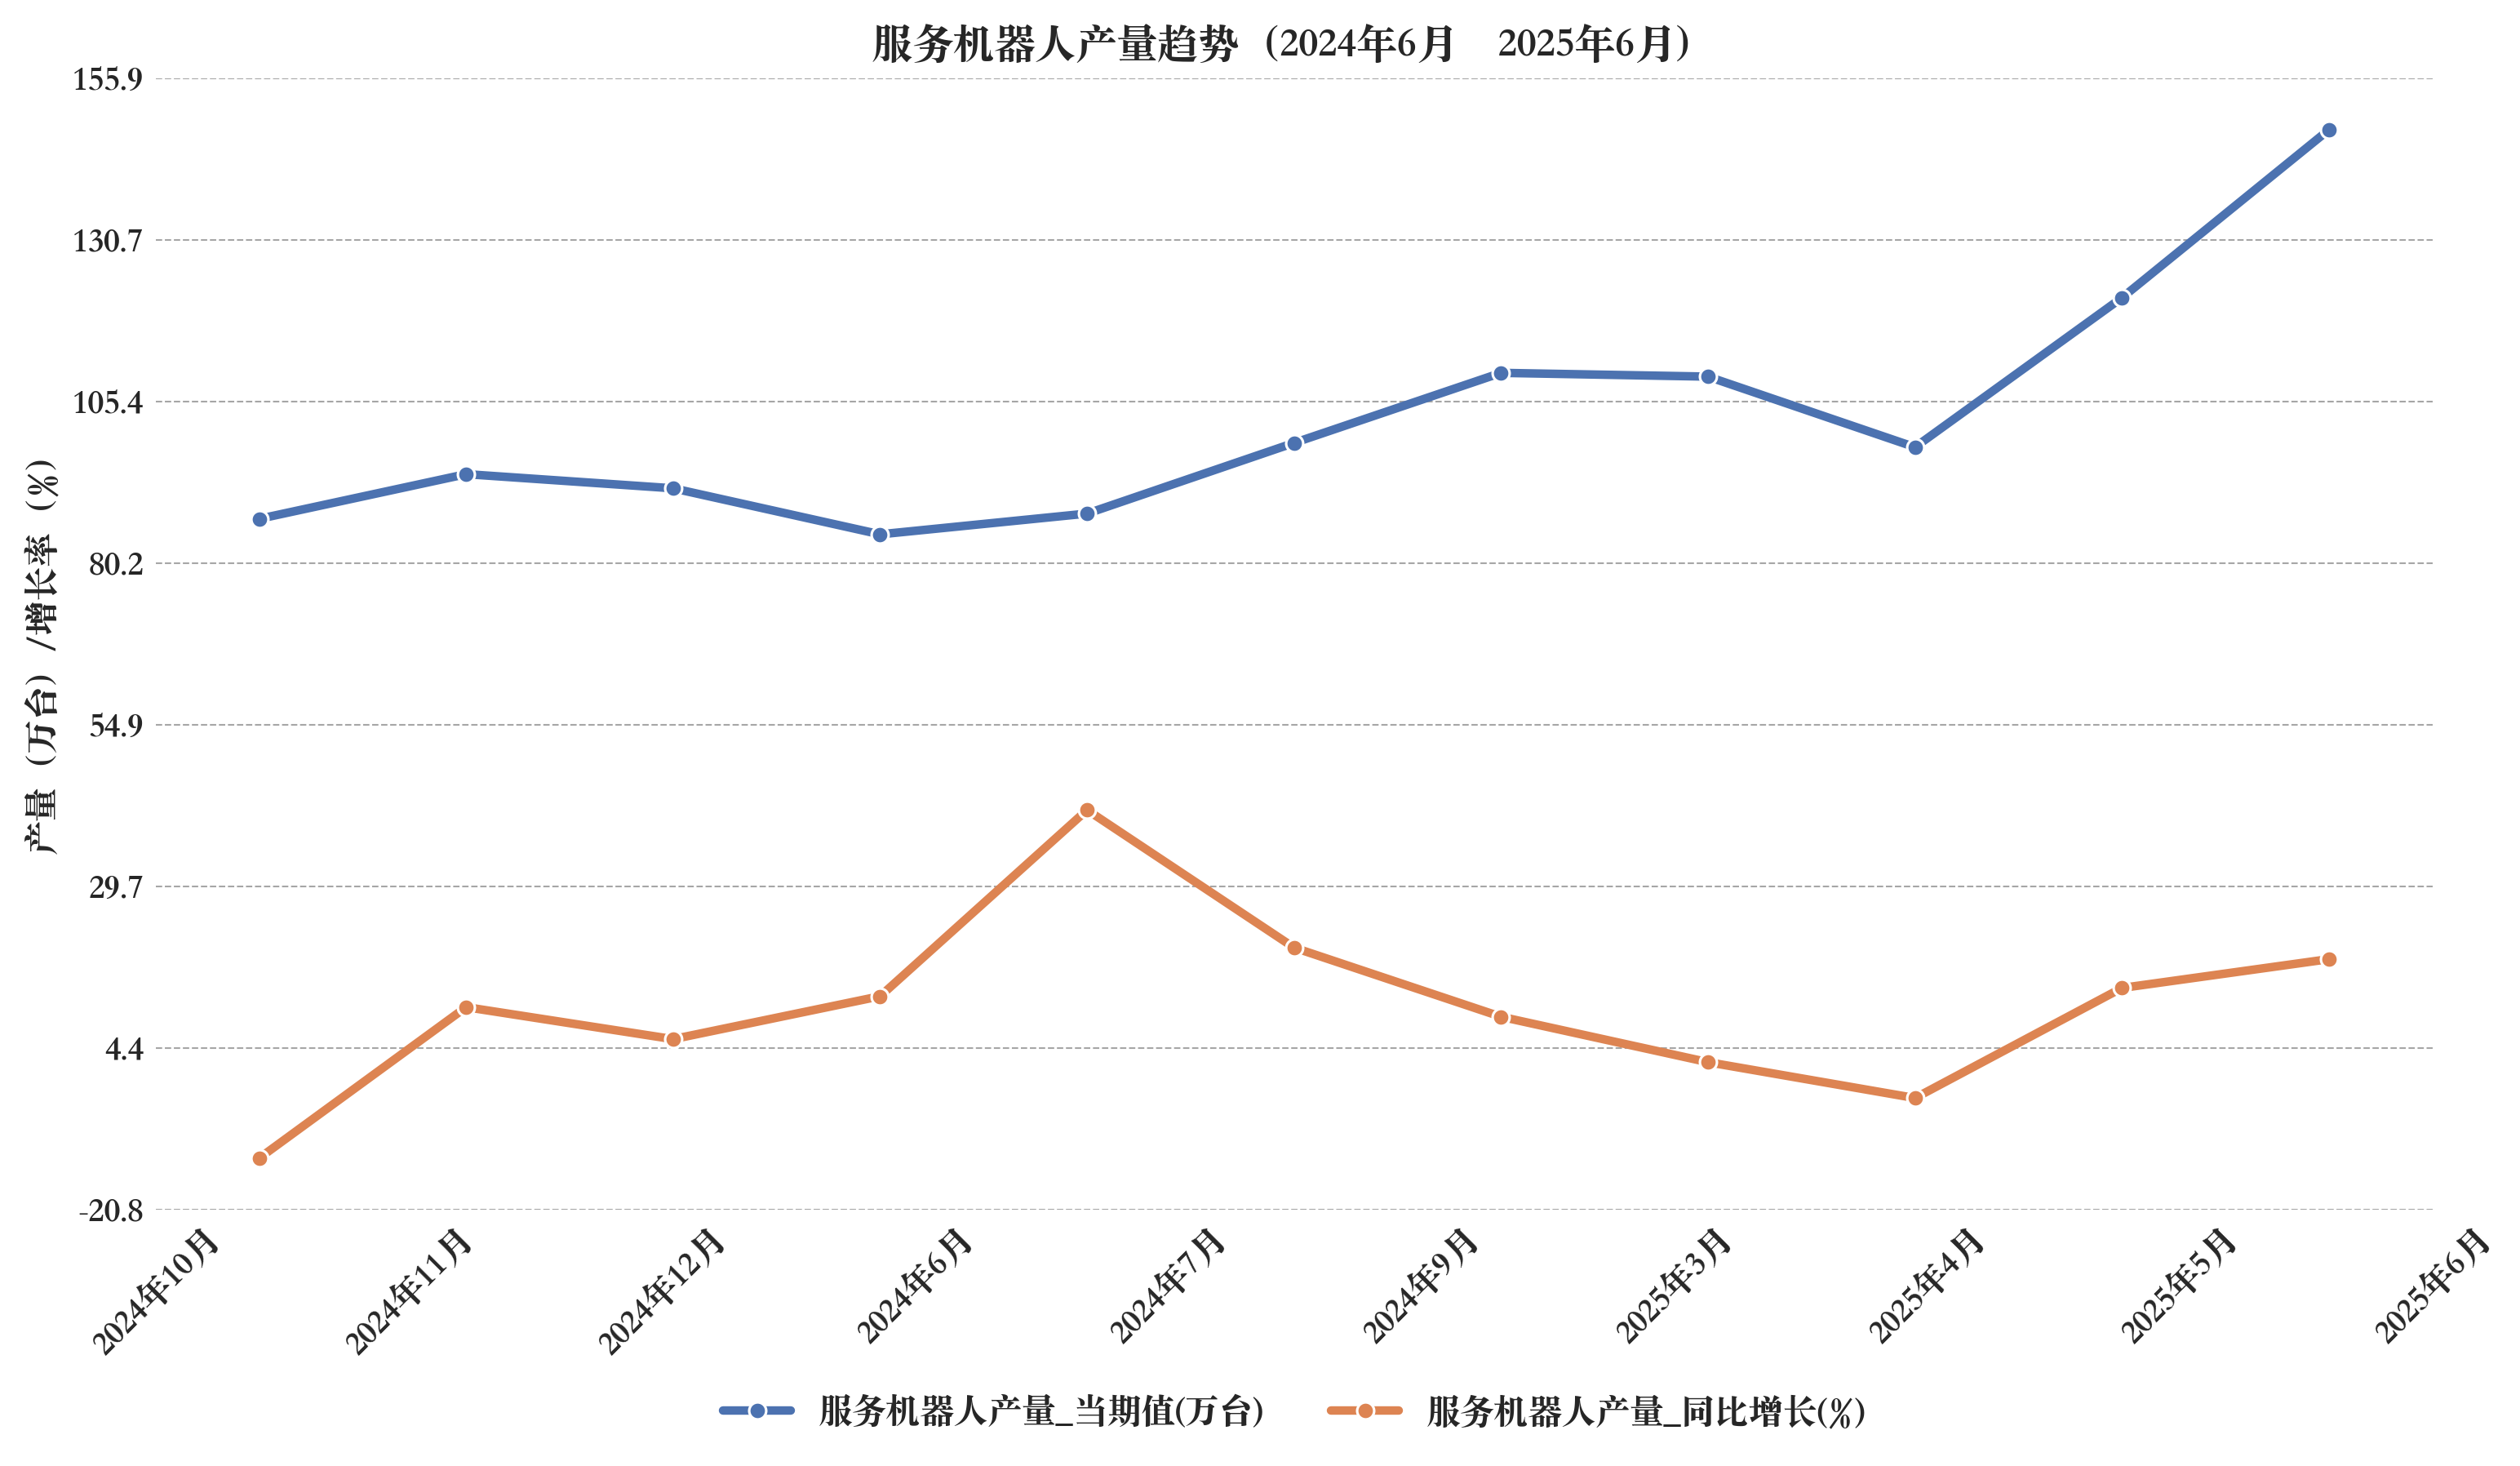 服务机器人产量趋势（2024年6月　2025年6月）
155.9
130.7
105.4
80.2
54.9
29.7
4.4
-20.8
产量（万台）/增长率（%）
2024年10月
2024年11月
2024年12月
2024年6月
2024年7月
2024年9月
2025年3月
2025年4月
2025年5月
2025年6月
服务机器人产量_当期值(万台)
服务机器人产量_同比增长(%)